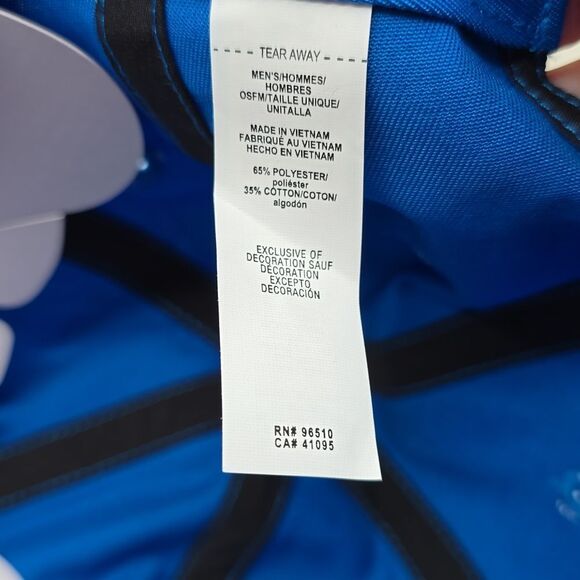 TEAR AWAY
MEN'S/HOMMES/
HOMBRES
OSFM/TAILLE UNIQUE/
UNITALLA
MADE IN VIETNAM
FABRIQUÉ AU VIETNAM
HECHO EN VIETNAM
65% POLYESTER/
poliéster
35% COTTON/COTON/
algodón
EXCLUSIVE OF
DECORATION SAUF
DÉCORATION
EXCEPTO
DECORACIÓN
RN# 96510
CA# 41095